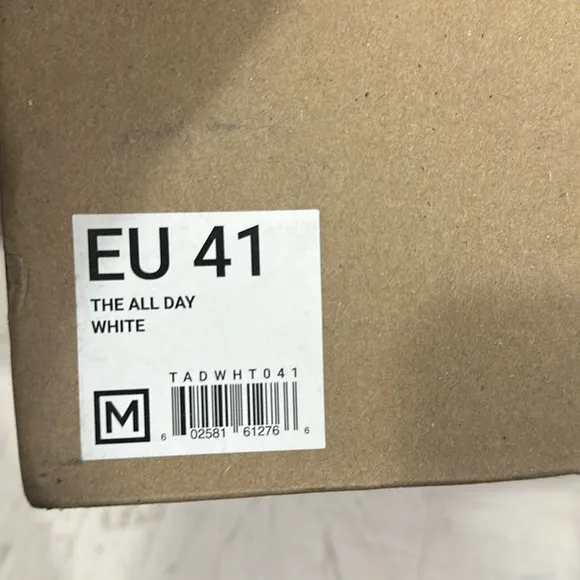 EU 41
THE ALL DAY
WHITE
TADWHT041
M
6 02581 61276 6